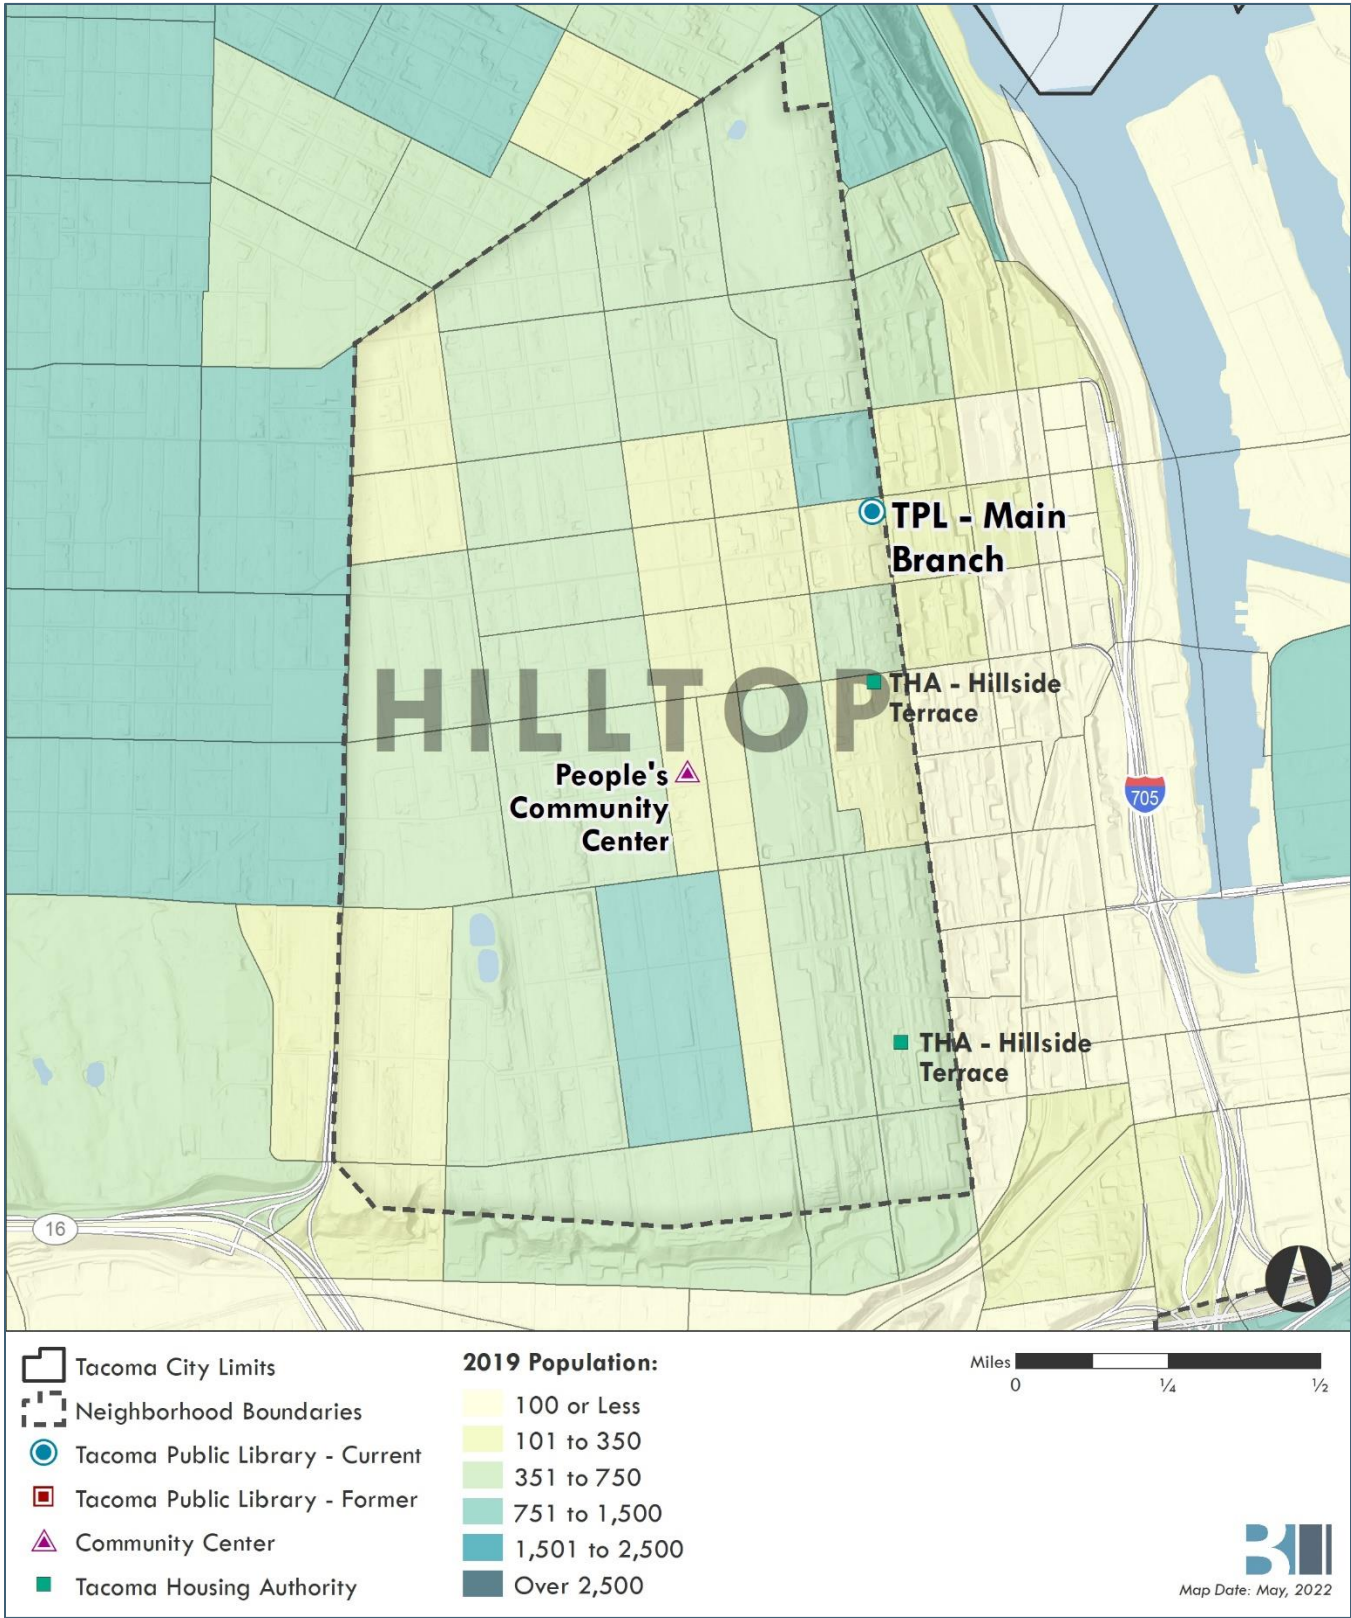 TPL - Main
Branch
HILLTOP
THA - Hillside
Terrace
People's
Community
Center
705
THA - Hillside
Terrace
16
Tacoma City Limits
Neighborhood Boundaries
Tacoma Public Library - Current
Tacoma Public Library - Former
Community Center
Tacoma Housing Authority
2019 Population:
100 or Less
101 to 350
351 to 750
751 to 1,500
1,501 to 2,500
Over 2,500
Miles
0 ¼ ½
Map Date: May, 2022